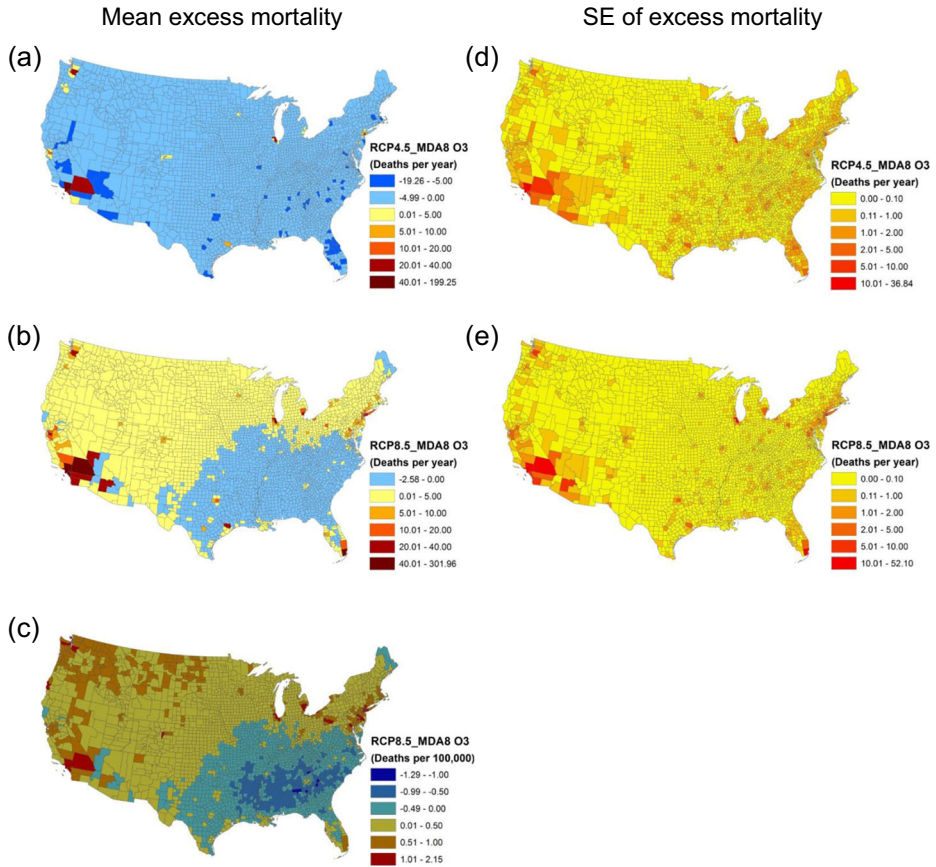 Mean excess mortality
SE of excess mortality
(a)
RCP4.5_MDA8 O3
(Deaths per year)
-19.26 - -5.00
-4.99 - 0.00
0.01 - 5.00
5.01 - 10.00
10.01 - 20.00
20.01 - 40.00
40.01 - 199.25
(d)
RCP4.5_MDA8 O3
(Deaths per year)
0.00 - 0.10
0.11 - 1.00
1.01 - 2.00
2.01 - 5.00
5.01 - 10.00
10.01 - 36.84
(b)
RCP8.5_MDA8 O3
(Deaths per year)
-2.58 - 0.00
0.01 - 5.00
5.01 - 10.00
10.01 - 20.00
20.01 - 40.00
40.01 - 301.96
(e)
RCP8.5_MDA8 O3
(Deaths per year)
0.00 - 0.10
0.11 - 1.00
1.01 - 2.00
2.01 - 5.00
5.01 - 10.00
10.01 - 52.10
(c)
RCP8.5_MDA8 O3
(Deaths per 100,000)
-1.29 - -1.00
-0.99 - -0.50
-0.49 - 0.00
0.01 - 0.50
0.51 - 1.00
1.01 - 2.15